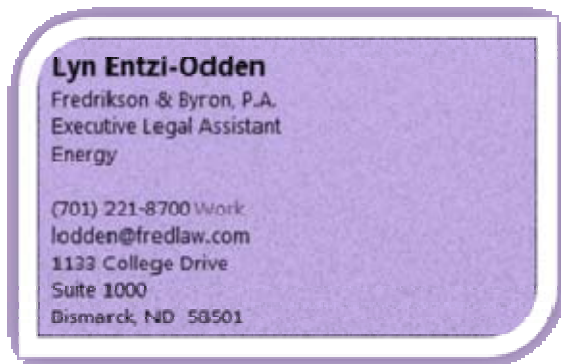 Lyn Entzi-Odden
Fredrikson & Byron, P.A.
Executive Legal Assistant
Energy
(701) 221-8700 Work
lodden@fredlaw.com
1133 College Drive
Suite 1000
Bismarck, ND 58501